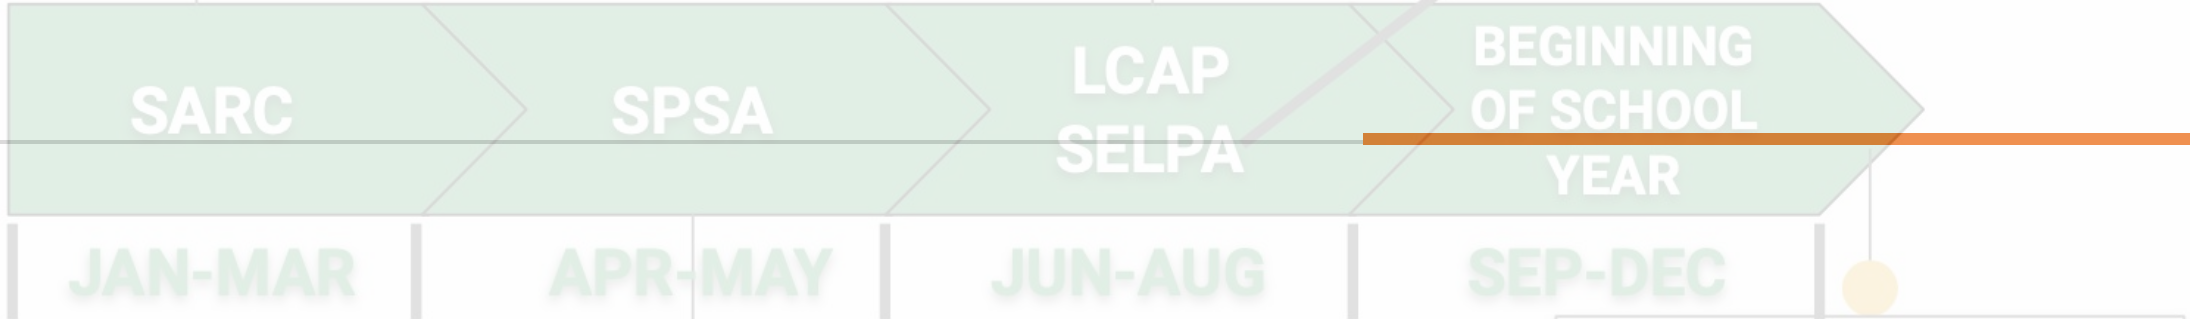 SARC
SPSA
LCAP
SELPA
BEGINNING
OF SCHOOL
YEAR
JAN-MAR
APR-MAY
JUN-AUG
SEP-DEC